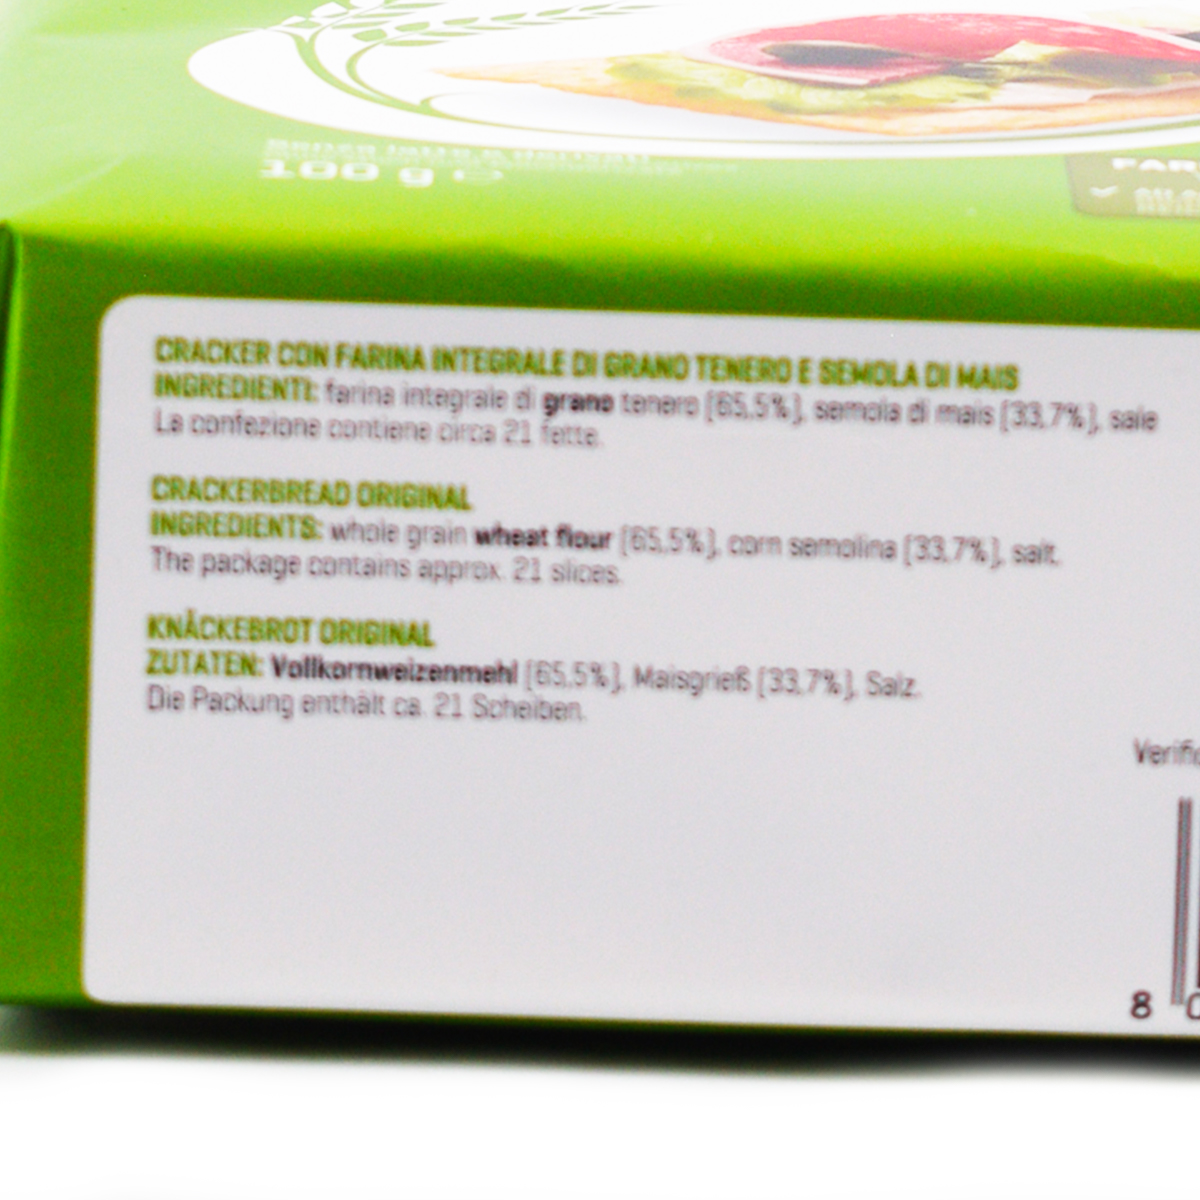 100 g
FAR
CRACKER CON FARINA INTEGRALE DI GRANO TENERO E SEMOLA DI MAIS
INGREDIENTI: farina integrale di grano tenero (65,5%), semola di mais (33,7%), sale
La confezione contiene circa 21 fette.
CRACKERBREAD ORIGINAL
INGREDIENTS: whole grain wheat flour (65,5%), corn semolina (33,7%), salt.
The package contains approx. 21 slices.
KNÄCKEBROT ORIGINAL
ZUTATEN: Vollkornweizenmehl (65,5%), Maisgrieß (33,7%), Salz.
Die Packung enthält ca. 21 Scheiben.
Verific
8 0